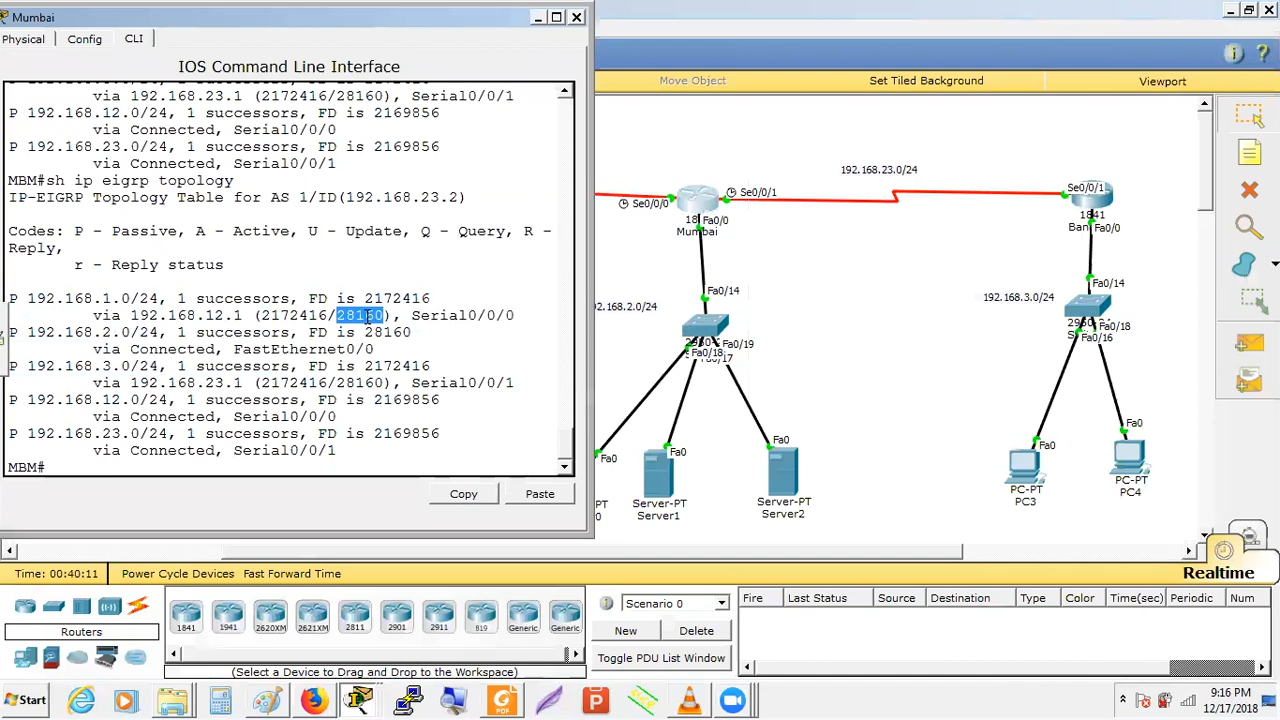 Mumbai
Physical Config CLI
IOS Command Line Interface
via 192.168.23.1 (2172416/28160), Serial0/0/1
P 192.168.12.0/24, 1 successors, FD is 2169856
via Connected, Serial0/0/0
P 192.168.23.0/24, 1 successors, FD is 2169856
via Connected, Serial0/0/1
MBM#sh ip eigrp topology
IP-EIGRP Topology Table for AS 1/ID(192.168.23.2)
Codes: P - Passive, A - Active, U - Update, Q - Query, R -
Reply,
r - Reply status
P 192.168.1.0/24, 1 successors, FD is 2172416
via 192.168.12.1 (2172416/28160), Serial0/0/0
P 192.168.2.0/24, 1 successors, FD is 28160
via Connected, FastEthernet0/0
P 192.168.3.0/24, 1 successors, FD is 2172416
via 192.168.23.1 (2172416/28160), Serial0/0/1
P 192.168.12.0/24, 1 successors, FD is 2169856
via Connected, Serial0/0/0
P 192.168.23.0/24, 1 successors, FD is 2169856
via Connected, Serial0/0/1
MBM#
Copy Paste
Move Object Set Tiled Background Viewport
192.168.23.0/24
Se0/0/0 Se0/0/1
Fa0/0
Mumbai
Se0/0/1
1841
Fa0/0
Fa0/14
Fa0/14
192.168.3.0/24
Fa0/19
Fa0/18
Fa0/17
Fa0/18
Fa0/16
Fa0
Fa0
Fa0
Fa0
Fa0
Server-PT
Server1
Server-PT
Server2
PC-PT
PC3
PC-PT
PC4
Time: 00:40:11 Power Cycle Devices Fast Forward Time
Realtime
Routers
1841 1941 2620XM 2621XM 2811 2901 2911 819 Generic Generic
(Select a Device to Drag and Drop to the Workspace)
Scenario 0
New Delete
Toggle PDU List Window
Fire Last Status Source Destination Type Color Time(sec) Periodic Num
Start
PDF
9:16 PM
12/17/2018